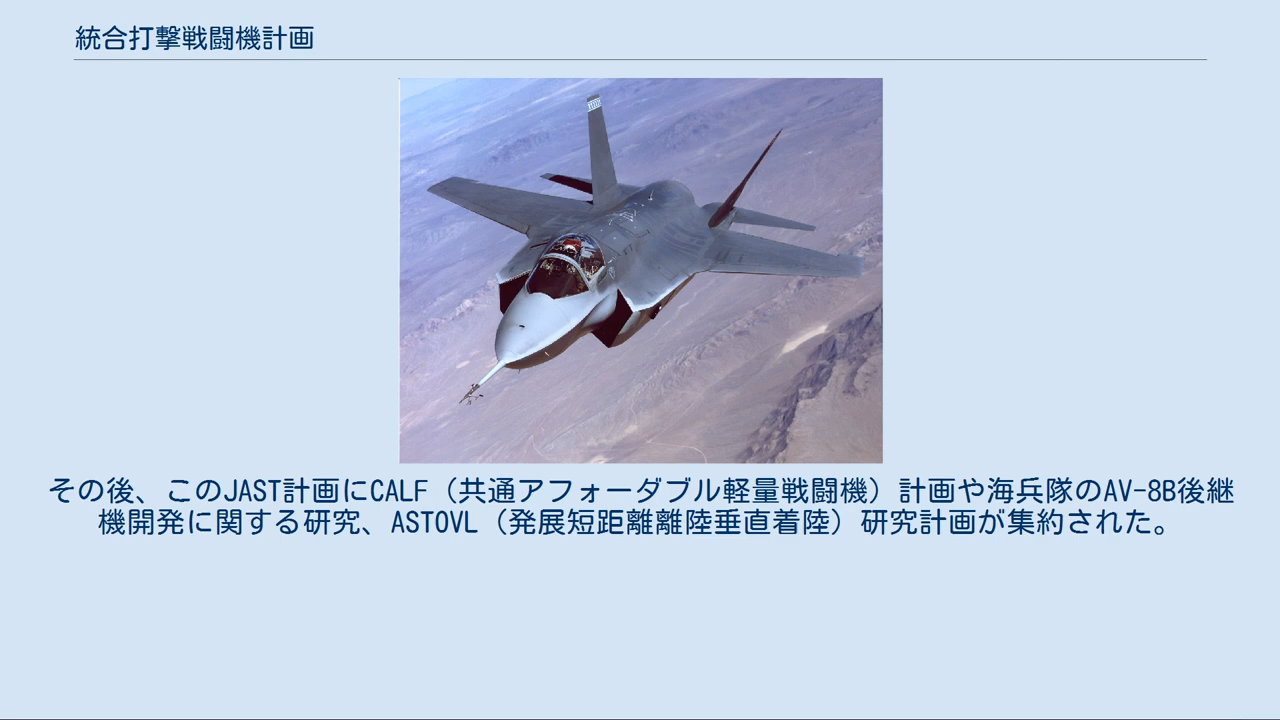 統合打撃戦闘機計画
その後、このJAST計画にCALF（共通アフォーダブル軽量戦闘機）計画や海兵隊のAV-8B後継
機開発に関する研究、ASTOVL（発展短距離離陸垂直着陸）研究計画が集約された。